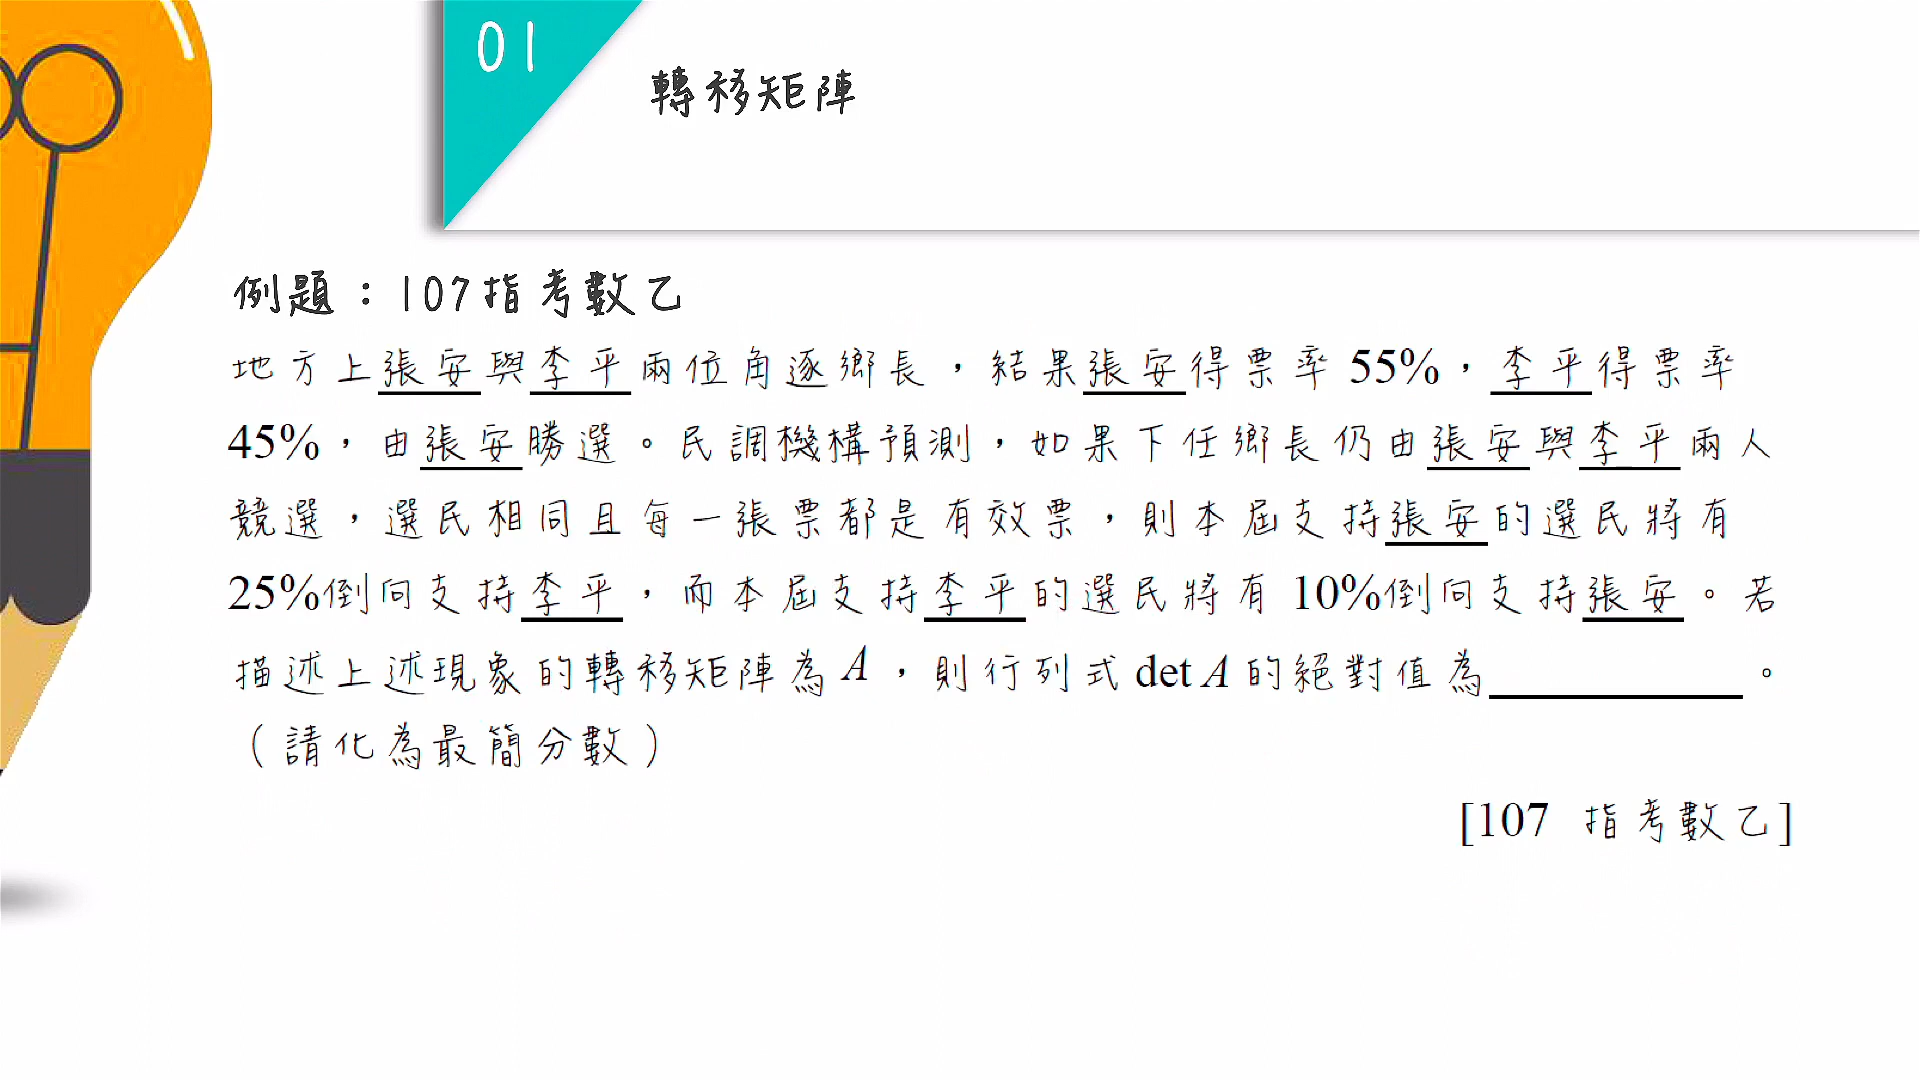 01
轉移矩陣
例題：107指考數乙
地方上張安與李平兩位角逐鄉長，結果張安得票率 55%，李平得票率
45%，由張安勝選。民調機構預測，如果下任鄉長仍由張安與李平兩人
競選，選民相同且每一張票都是有效票，則本屆支持張安的選民將有
25%倒向支持李平，而本屆支持李平的選民將有 10%倒向支持張安。若
描述上述現象的轉移矩陣為 A ，則行列式 det A 的絕對值為__________。
（請化為最簡分數）
[107 指考數乙]